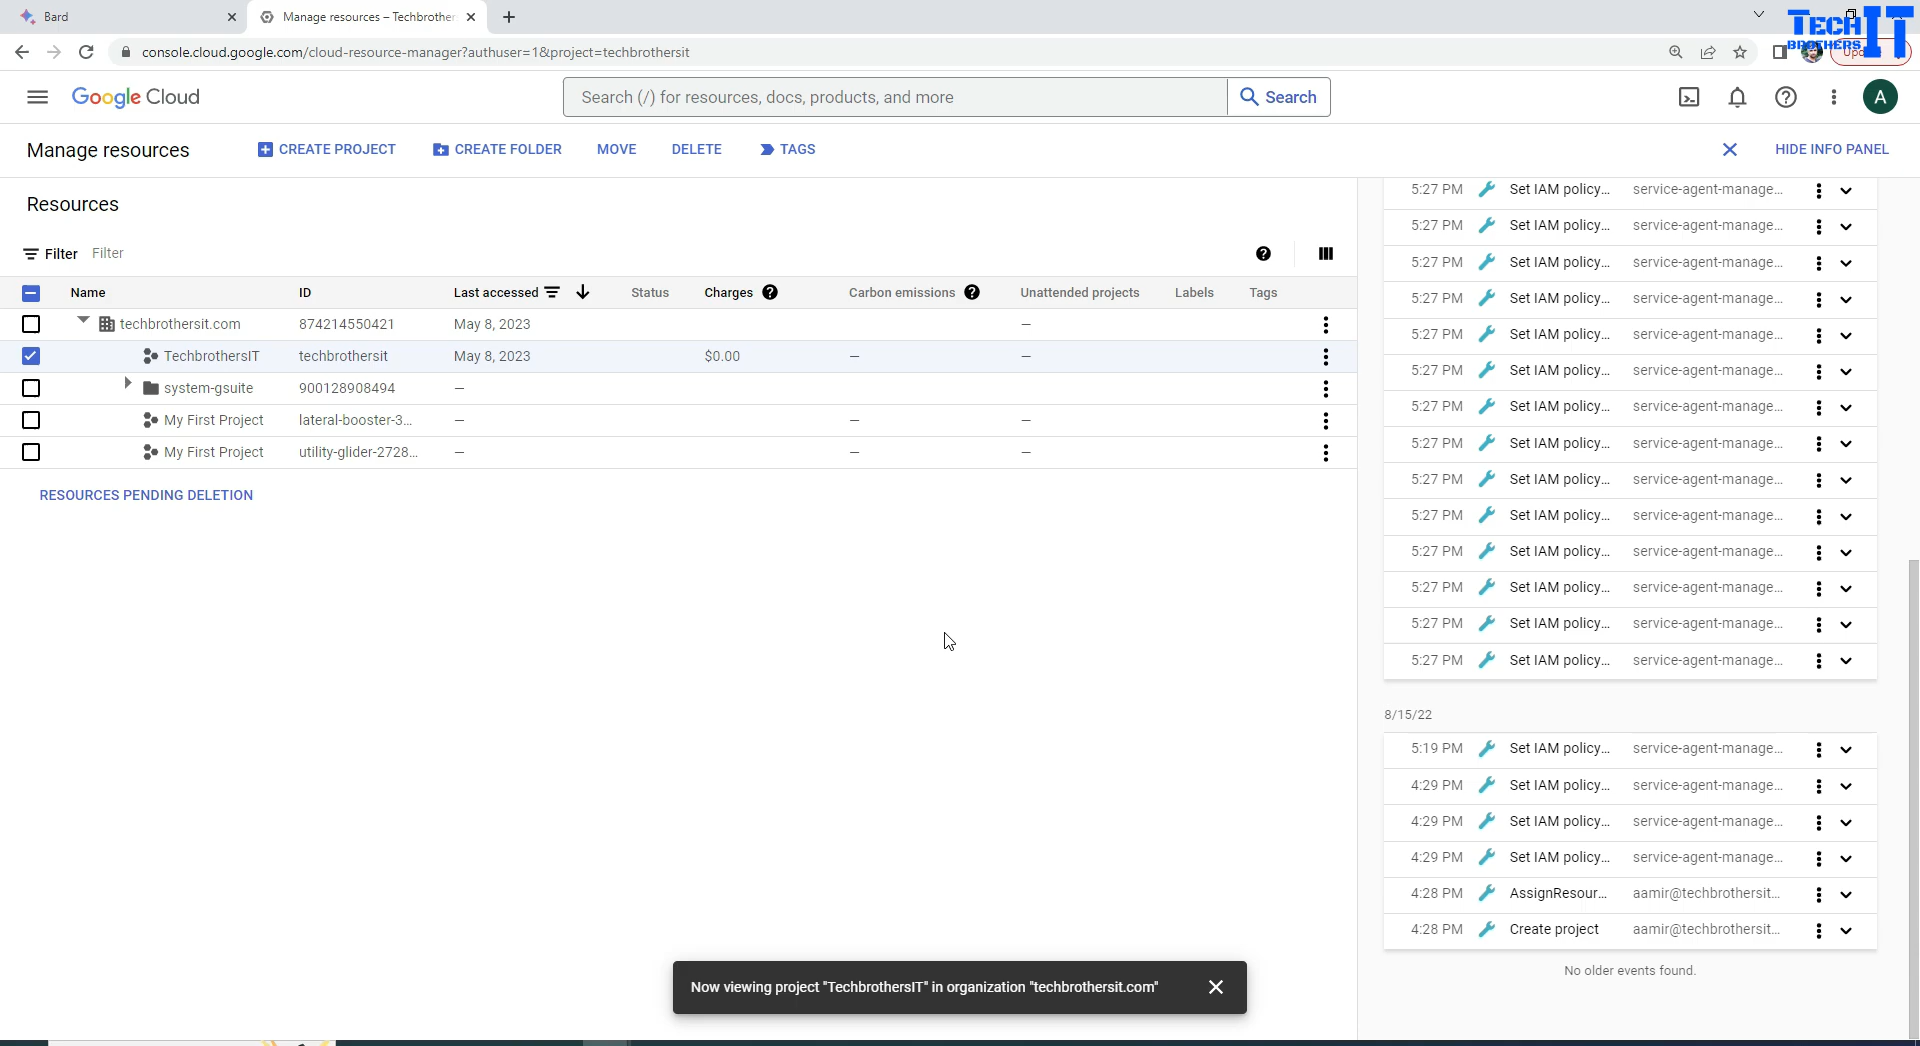 Bard
Manage resources – Techbrother
console.cloud.google.com/cloud-resource-manager?authuser=1&project=techbrothersit
TECH IT
BROTHERS
Google Cloud
Search (/) for resources, docs, products, and more
Search
A
Manage resources
CREATE PROJECT
CREATE FOLDER
MOVE
DELETE
TAGS
HIDE INFO PANEL
Resources
Filter Filter
Name ID Last accessed Status Charges Carbon emissions Unattended projects Labels Tags
techbrothersit.com 874214550421 May 8, 2023 –
TechbrothersIT techbrothersit May 8, 2023 $0.00 – –
system-gsuite 900128908494 –
My First Project lateral-booster-3... – – –
My First Project utility-glider-2728... – – –
RESOURCES PENDING DELETION
5:27 PM Set IAM policy... service-agent-manage...
5:27 PM Set IAM policy... service-agent-manage...
5:27 PM Set IAM policy... service-agent-manage...
5:27 PM Set IAM policy... service-agent-manage...
5:27 PM Set IAM policy... service-agent-manage...
5:27 PM Set IAM policy... service-agent-manage...
5:27 PM Set IAM policy... service-agent-manage...
5:27 PM Set IAM policy... service-agent-manage...
5:27 PM Set IAM policy... service-agent-manage...
5:27 PM Set IAM policy... service-agent-manage...
5:27 PM Set IAM policy... service-agent-manage...
5:27 PM Set IAM policy... service-agent-manage...
5:27 PM Set IAM policy... service-agent-manage...
5:27 PM Set IAM policy... service-agent-manage...
8/15/22
5:19 PM Set IAM policy... service-agent-manage...
4:29 PM Set IAM policy... service-agent-manage...
4:29 PM Set IAM policy... service-agent-manage...
4:29 PM Set IAM policy... service-agent-manage...
4:28 PM AssignResour... aamir@techbrothersit...
4:28 PM Create project aamir@techbrothersit...
No older events found.
Now viewing project "TechbrothersIT" in organization "techbrothersit.com"